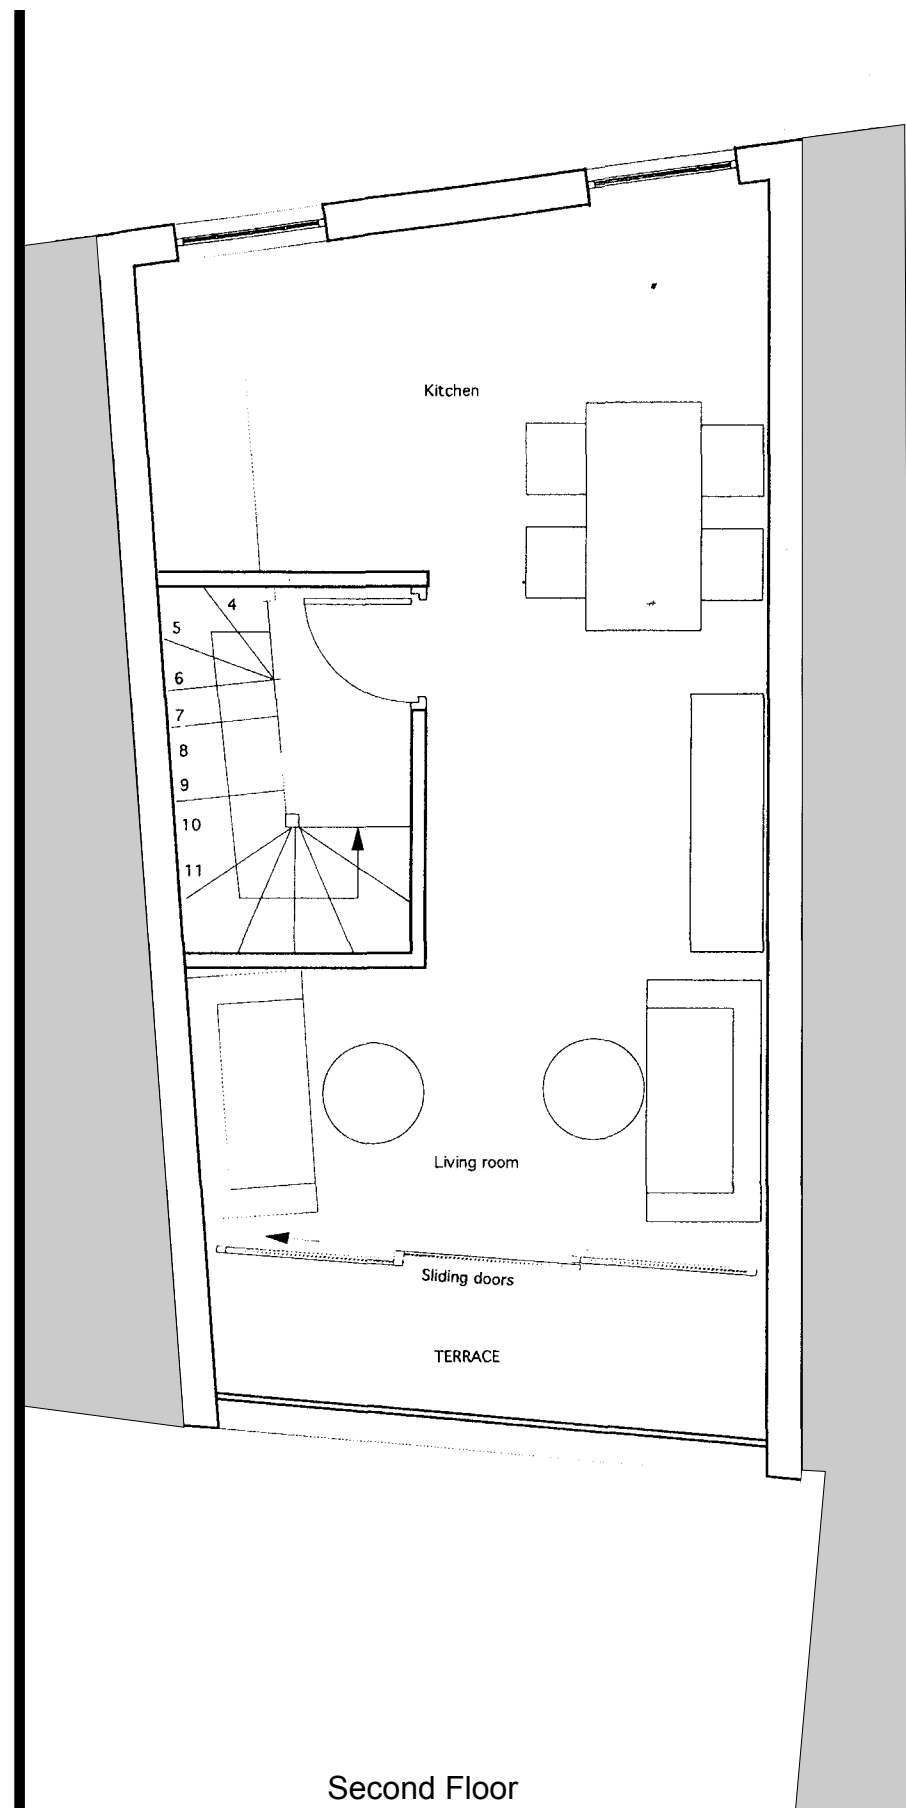 Kitchen
4
5
6
7
8
9
10
11
Living room
Sliding doors
TERRACE
Second Floor